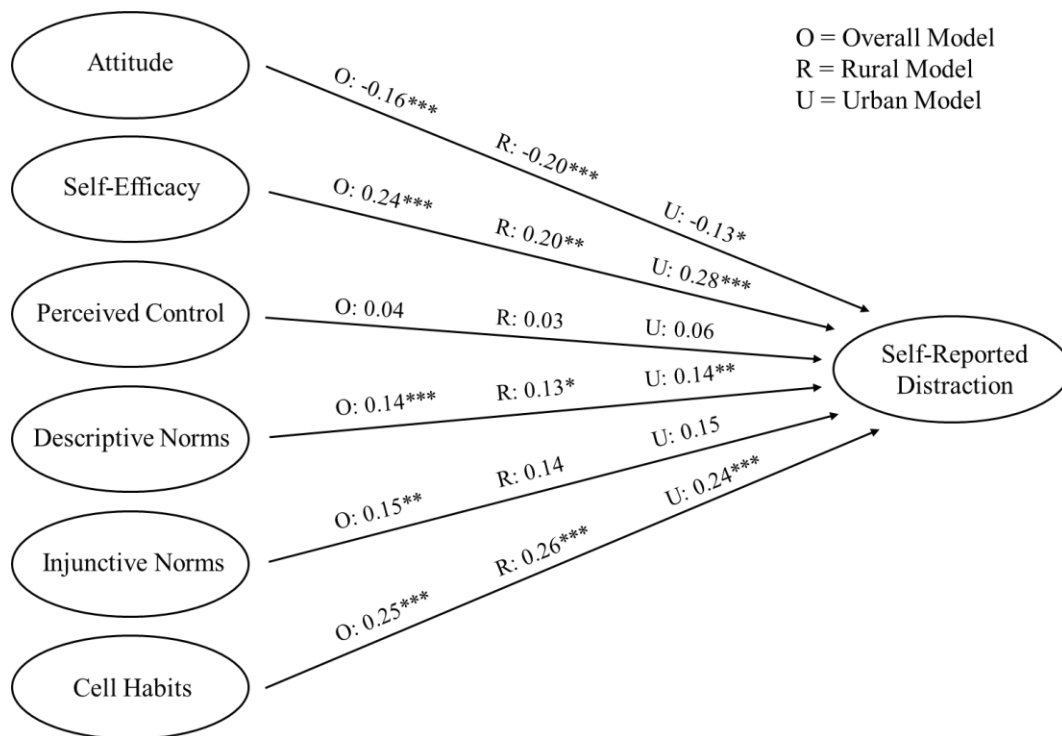 Attitude
O: -0.16***
R: -0.20***
U: -0.13*
O = Overall Model
R = Rural Model
U = Urban Model
Self-Efficacy
O: 0.24***
R: 0.20**
U: 0.28***
Perceived Control
O: 0.04
R: 0.03
U: 0.06
Descriptive Norms
O: 0.14***
R: 0.13*
U: 0.14**
Injunctive Norms
O: 0.15**
R: 0.14
U: 0.15
Cell Habits
O: 0.25***
R: 0.26***
U: 0.24***
Self-Reported
Distraction